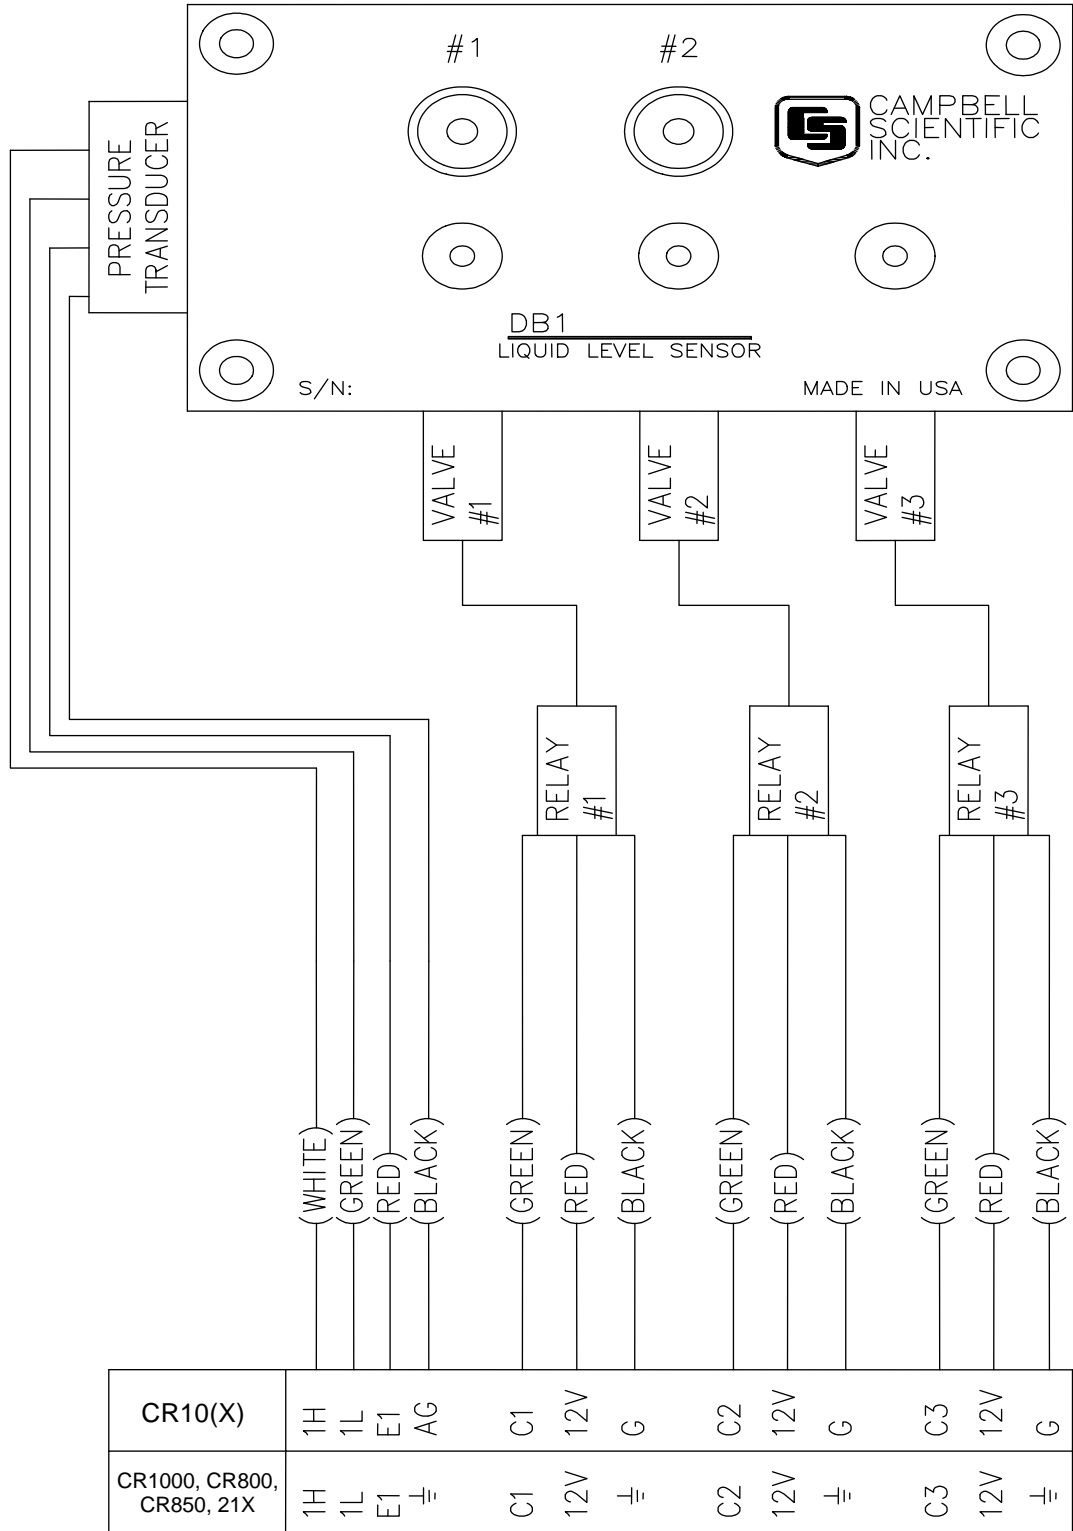 #1
#2
CAMPBELL
SCIENTIFIC
INC.
PRESSURE
TRANSDUCER
DB1
LIQUID LEVEL SENSOR
S/N:
MADE IN USA
VALVE
#1
VALVE
#2
VALVE
#3
RELAY
#1
RELAY
#2
RELAY
#3
(WHITE)
(GREEN)
(RED)
(BLACK)
(GREEN)
(RED)
(BLACK)
(GREEN)
(RED)
(BLACK)
(GREEN)
(RED)
(BLACK)
CR10(X) 1H 1L E1 AG C1 12V G C2 12V G C3 12V G
CR1000, CR800,
CR850, 21X
1H 1L E1 C1 12V C2 12V C3 12V